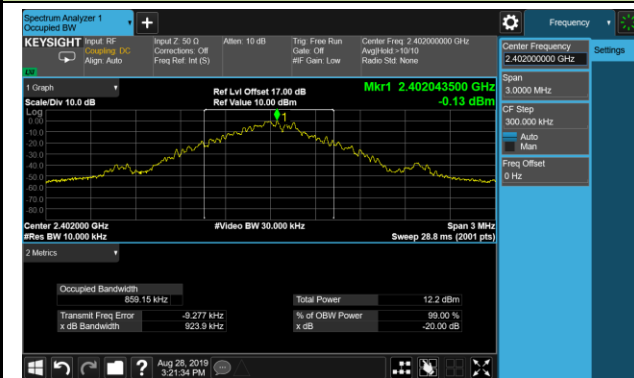 Spectrum Analyzer 1
Occupied BW
+
Frequency
KEYSIGHT
Input: RF
Coupling: DC
Align: Auto
Input Z: 50 Ω
Corrections: Off
Freq Ref: Int (S)
Atten: 10 dB
Trig: Free Run
Gate: Off
#IF Gain: Low
Center Freq: 2.402000000 GHz
Avg|Hold:>10/10
Radio Std: None
LW
Center Frequency
2.402000000 GHz
Settings
Span
3.0000 MHz
CF Step
300.000 kHz
Auto
Man
Freq Offset
0 Hz
1 Graph
Scale/Div 10.0 dB
Ref Lvl Offset 17.00 dB
Ref Value 10.00 dBm
Mkr1 2.402043500 GHz
-0.13 dBm
Log
0.00
-10.0
-20.0
-30.0
-40.0
-50.0
-60.0
-70.0
-80.0
1
Center 2.402000 GHz
#Res BW 10.000 kHz
#Video BW 30.000 kHz
Span 3 MHz
Sweep 28.8 ms (2001 pts)
2 Metrics
Occupied Bandwidth
859.15 kHz
Total Power 12.2 dBm
Transmit Freq Error -9.277 kHz
% of OBW Power 99.00 %
x dB Bandwidth 923.9 kHz
x dB -20.00 dB
?
Aug 28, 2019
3:21:34 PM